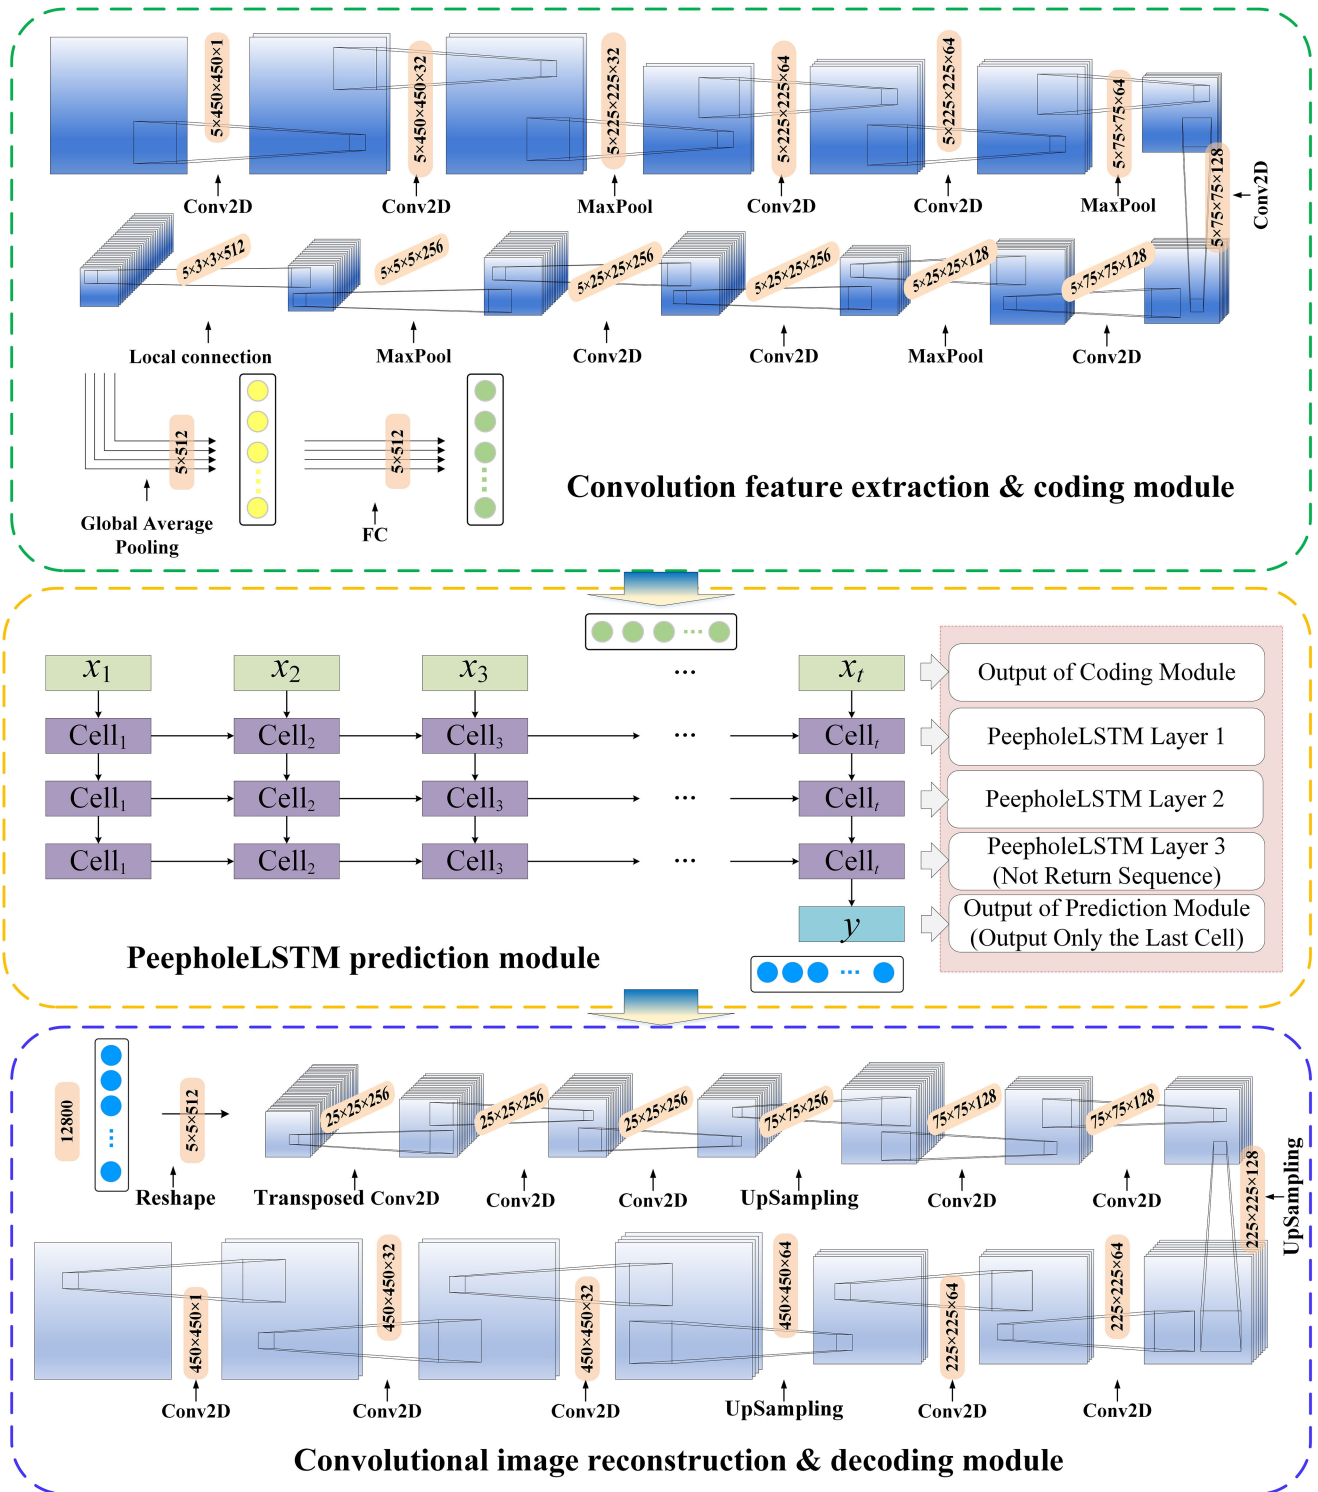 5×450×450×1
5×450×450×32
5×225×225×32
5×225×225×64
5×225×225×64
5×75×75×64
5×75×75×128
Conv2D
Conv2D
MaxPool
Conv2D
Conv2D
MaxPool
Conv2D
5×3×3×512
5×5×5×256
5×25×25×256
5×25×25×256
5×25×25×128
5×75×75×128
Local connection
MaxPool
Conv2D
Conv2D
MaxPool
Conv2D
5×512
5×512
Global Average
Pooling
FC
Convolution feature extraction & coding module
...
x1
x2
x3
...
xt
Output of Coding Module
Cell1
Cell2
Cell3
...
Cellt
PeepholeLSTM Layer 1
Cell1
Cell2
Cell3
...
Cellt
PeepholeLSTM Layer 2
Cell1
Cell2
Cell3
...
Cellt
PeepholeLSTM Layer 3
(Not Return Sequence)
y
Output of Prediction Module
(Output Only the Last Cell)
PeepholeLSTM prediction module
...
12800
5×5×512
25×25×256
25×25×256
25×25×256
75×75×256
75×75×128
75×75×128
225×225×128
Reshape
Transposed Conv2D
Conv2D
Conv2D
UpSampling
Conv2D
Conv2D
UpSampling
450×450×1
450×450×32
450×450×32
450×450×64
225×225×64
225×225×64
Conv2D
Conv2D
Conv2D
UpSampling
Conv2D
Conv2D
Convolutional image reconstruction & decoding module